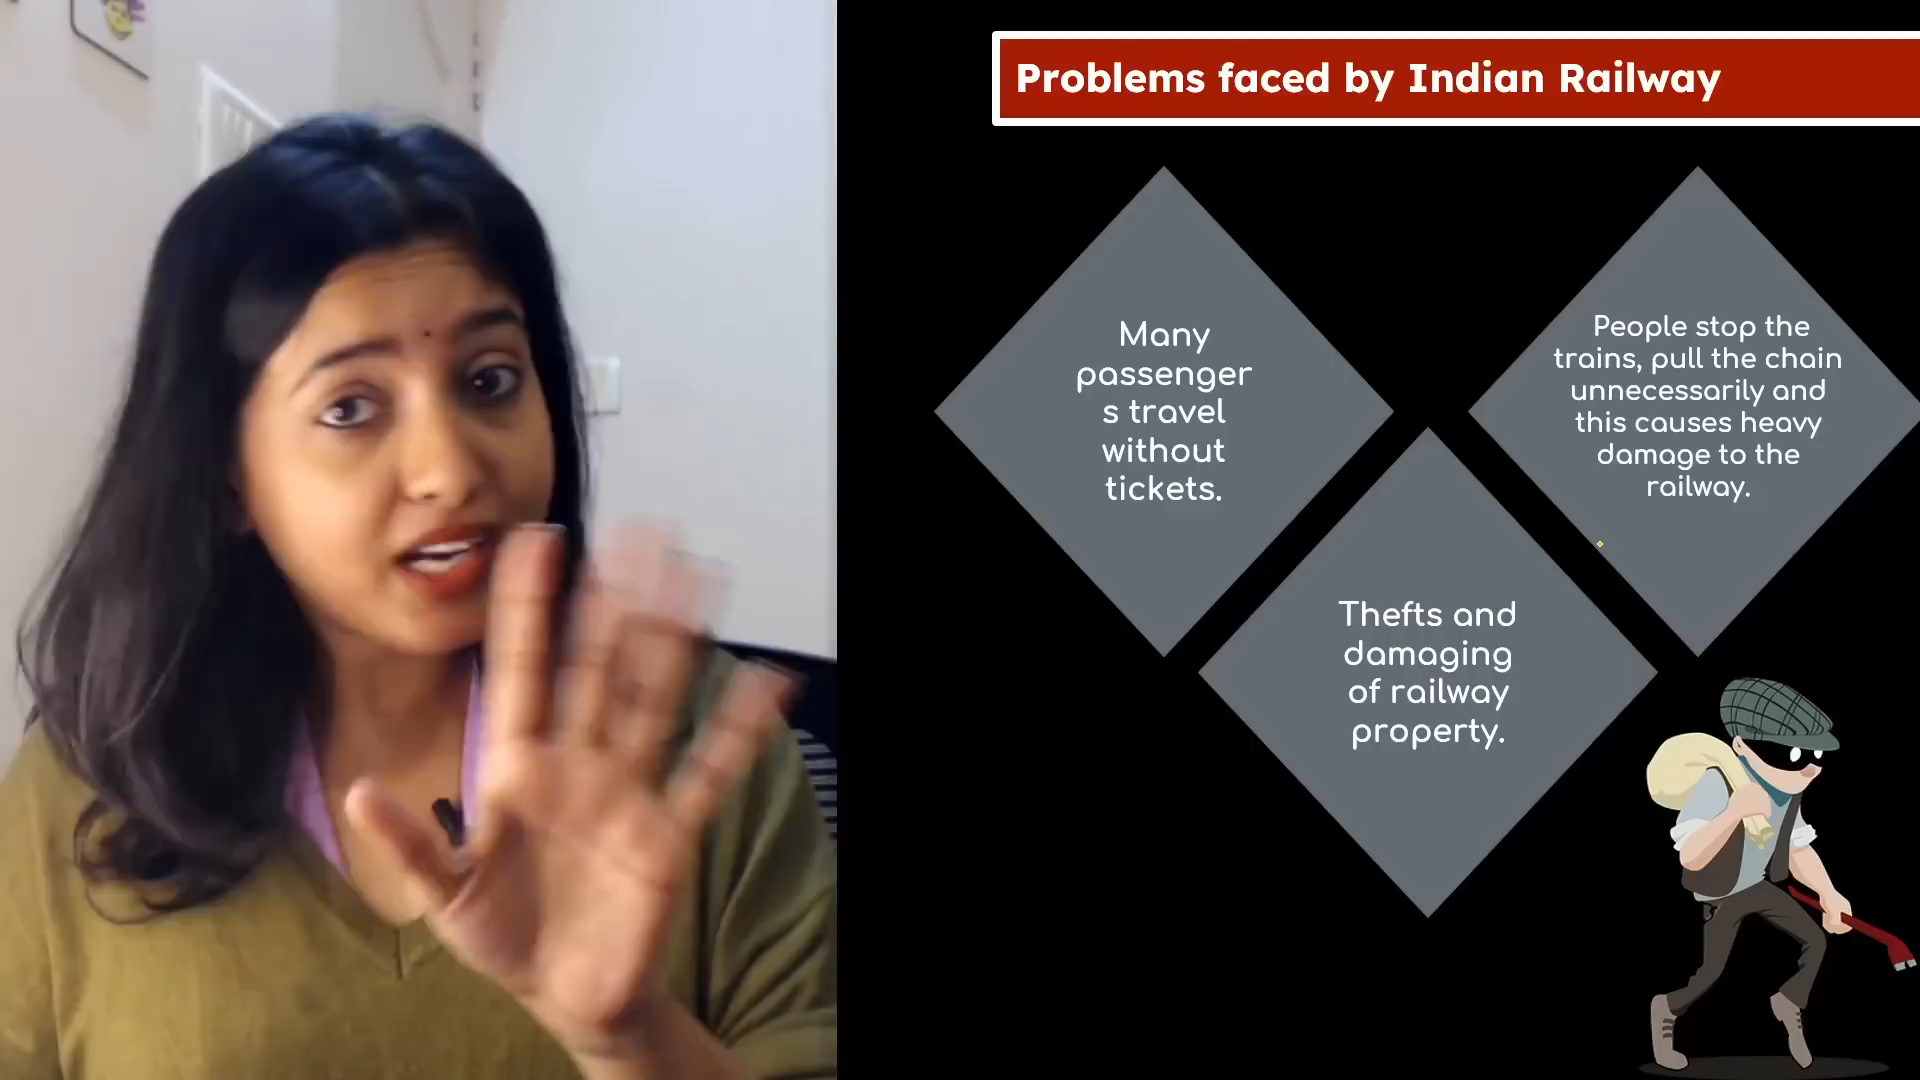 Problems faced by Indian Railway
Many
passenger
s travel
without
tickets.
People stop the
trains, pull the chain
unnecessarily and
this causes heavy
damage to the
railway.
Thefts and
damaging
of railway
property.